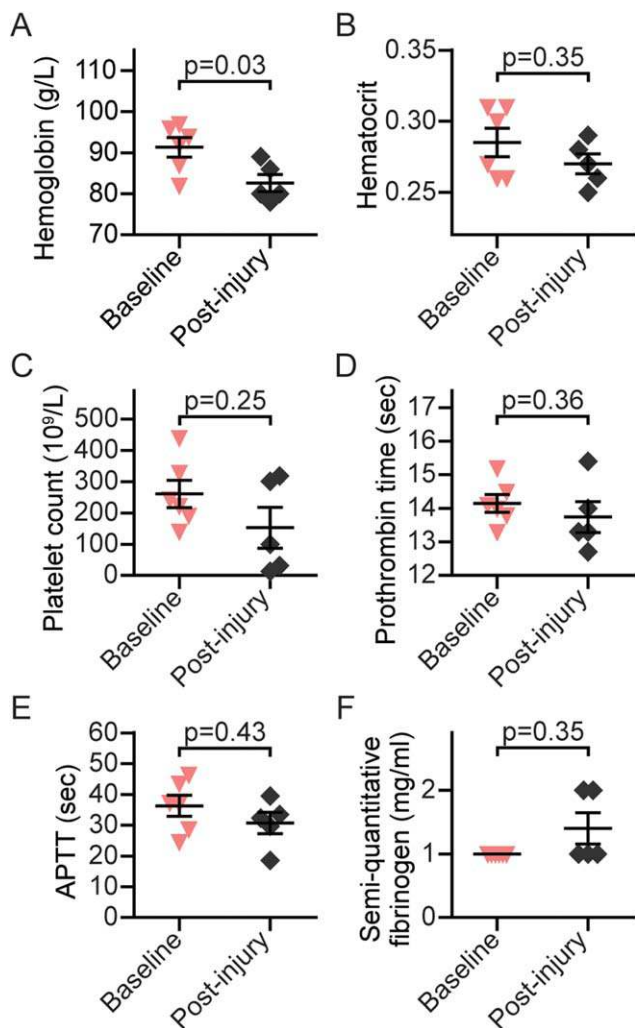 A
Hemoglobin (g/L)
110
100
90
80
70
p=0.03
Baseline
Post-injury
B
Hematocrit
0.35
0.30
0.25
p=0.35
Baseline
Post-injury
C
Platelet count (10⁹/L)
500
400
300
200
100
0
p=0.25
Baseline
Post-injury
D
Prothrombin time (sec)
17
16
15
14
13
12
p=0.36
Baseline
Post-injury
E
APTT (sec)
60
50
40
30
20
10
0
p=0.43
Baseline
Post-injury
F
Semi-quantitative
fibrinogen (mg/ml)
2
1
0
p=0.35
Baseline
Post-injury